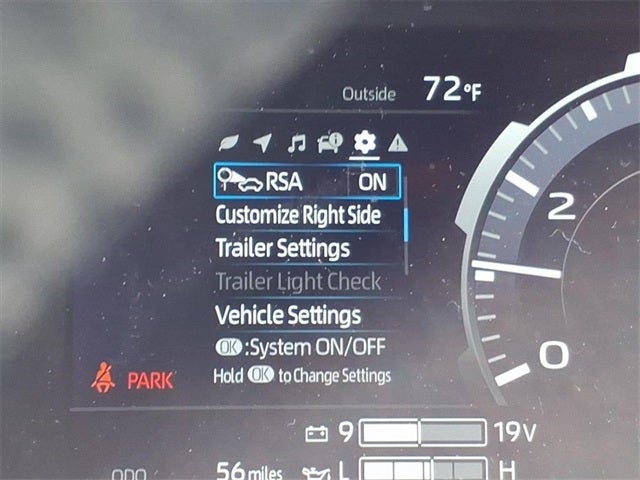 Outside 72°F
RSA ON
Customize Right Side
Trailer Settings
Trailer Light Check
Vehicle Settings
OK :System ON/OFF
Hold OK to Change Settings
PARK
2
0
9 19V
ODO 56 miles L H